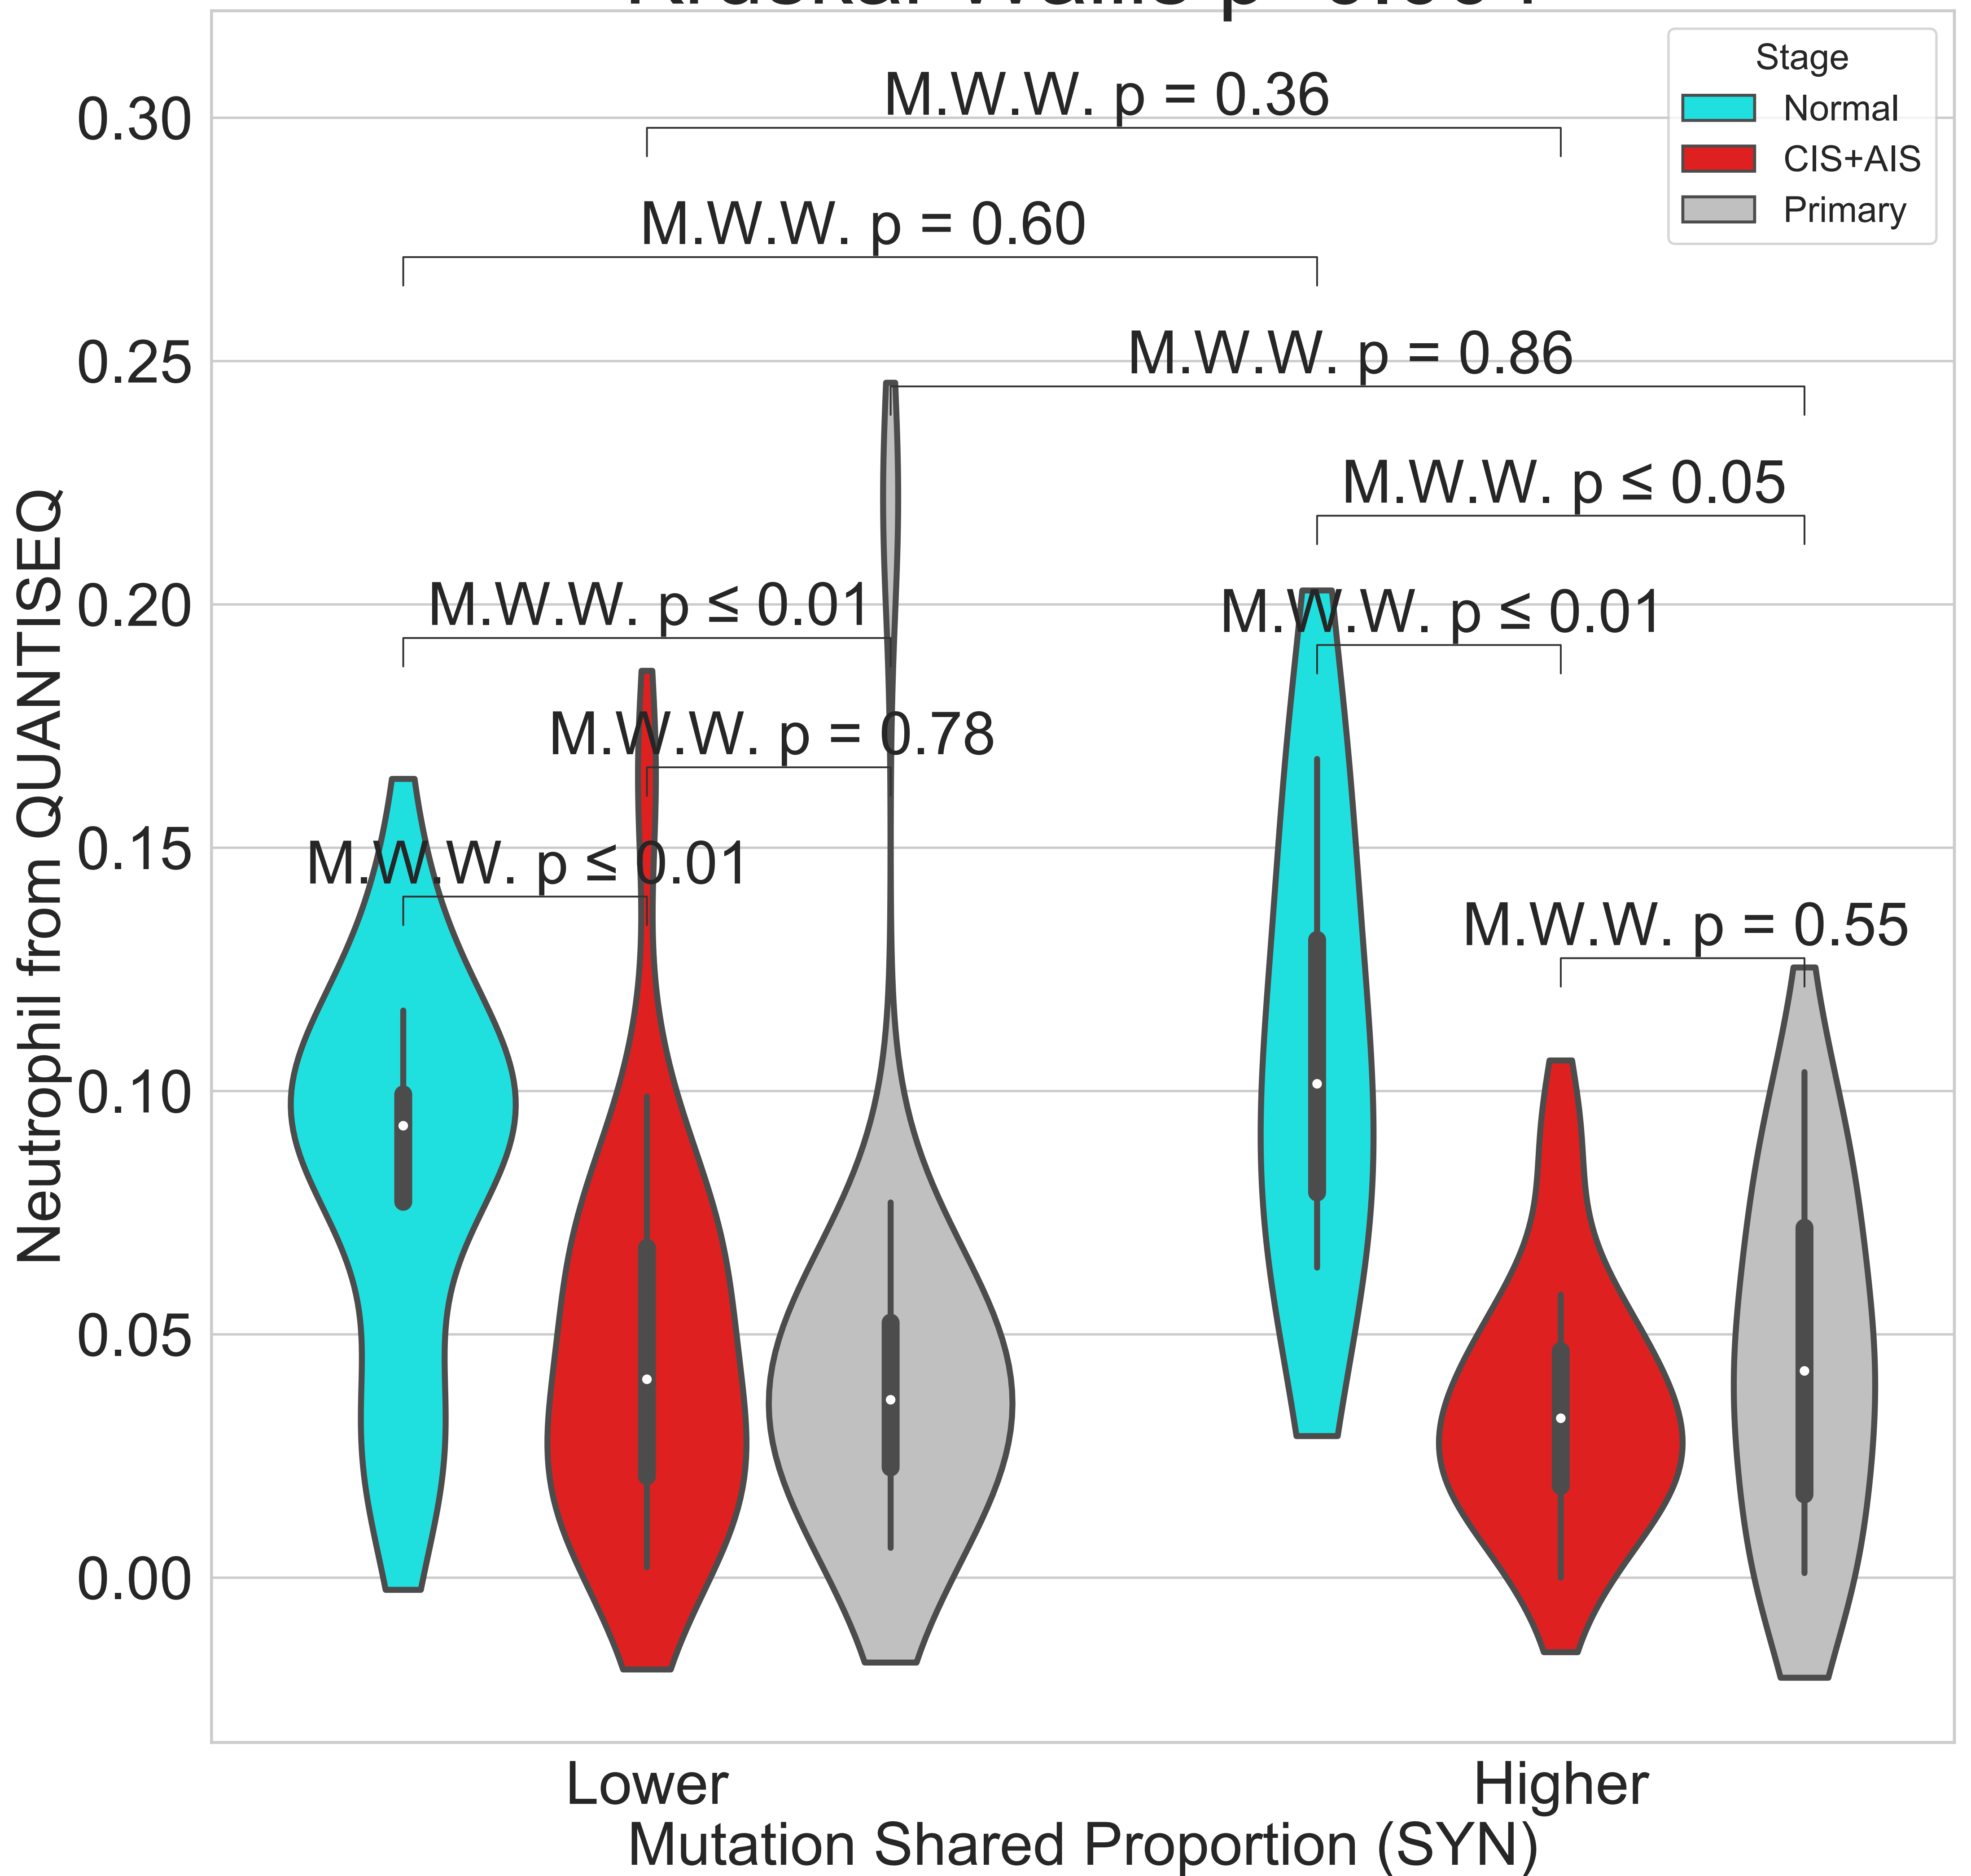 Stage
Normal
CIS+AIS
Primary
M.W.W. p = 0.36
M.W.W. p = 0.60
M.W.W. p = 0.86
M.W.W. p ≤ 0.05
M.W.W. p ≤ 0.01
M.W.W. p ≤ 0.01
M.W.W. p = 0.78
M.W.W. p ≤ 0.01
M.W.W. p = 0.55
0.30
0.25
0.20
0.15
0.10
0.05
0.00
Neutrophil from QUANTISEQ
Lower
Higher
Mutation Shared Proportion (SYN)